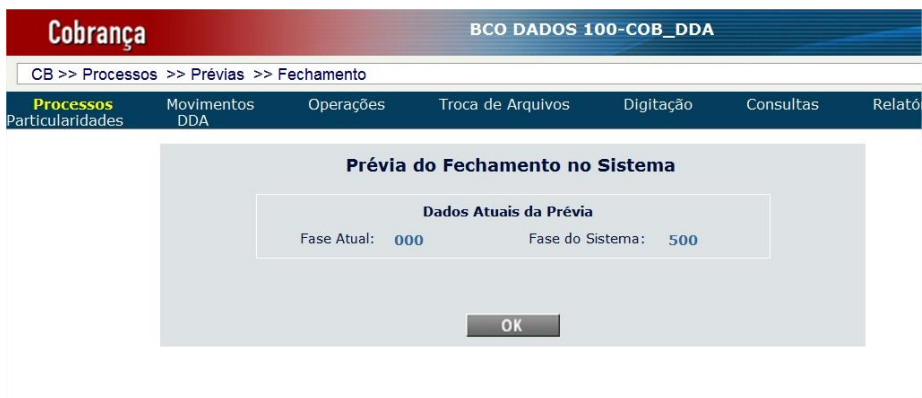 Cobrança
BCO DADOS 100-COB_DDA
CB >> Processos >> Prévias >> Fechamento
Processos Movimentos Operações Troca de Arquivos Digitação Consultas Relató
Particularidades DDA
Prévia do Fechamento no Sistema
Dados Atuais da Prévia
Fase Atual: 000 Fase do Sistema: 500
OK